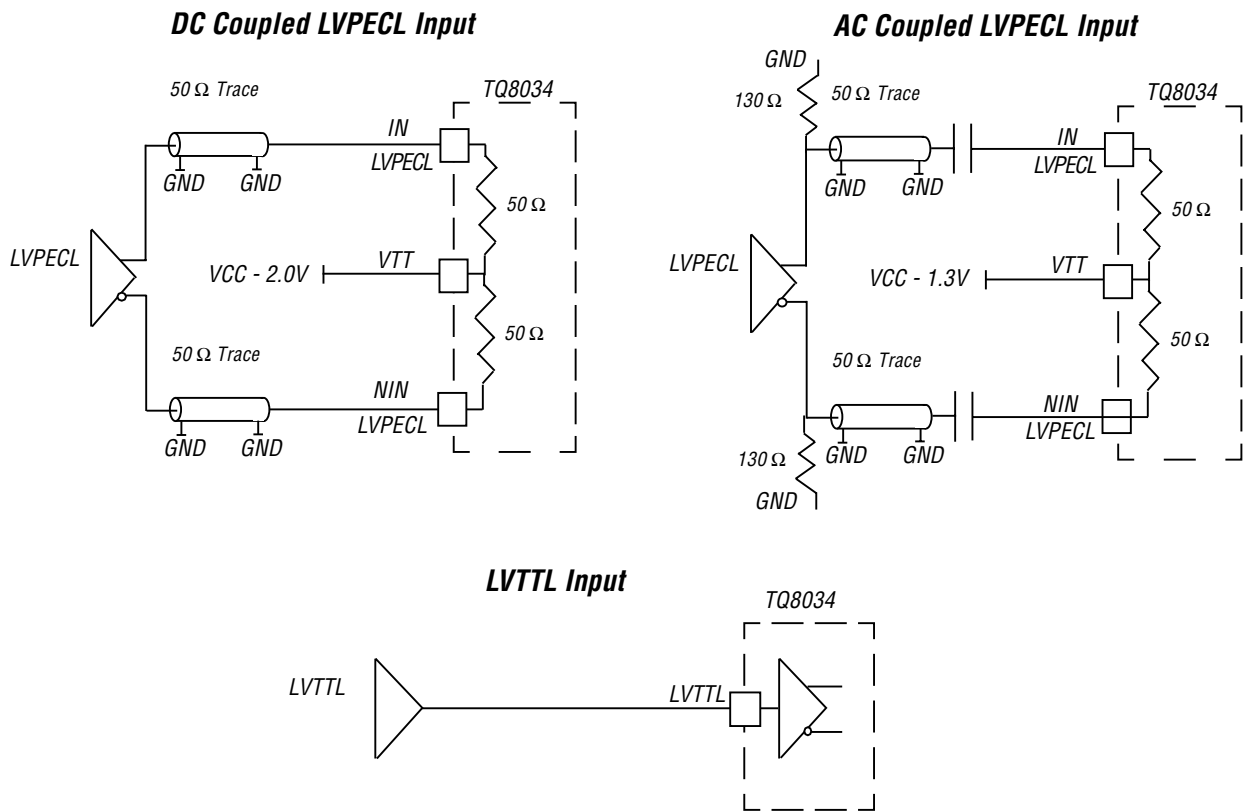 DC Coupled LVPECL Input
50 Ω Trace
TQ8034
IN
LVPECL
GND GND
50 Ω
LVPECL
VCC - 2.0V
VTT
50 Ω
50 Ω Trace
NIN
LVPECL
GND GND
AC Coupled LVPECL Input
GND
130 Ω
50 Ω Trace
TQ8034
IN
LVPECL
GND GND
50 Ω
LVPECL
VCC - 1.3V
VTT
50 Ω
50 Ω Trace
NIN
LVPECL
130 Ω
GND GND
GND
LVTTL Input
TQ8034
LVTTL
LVTTL